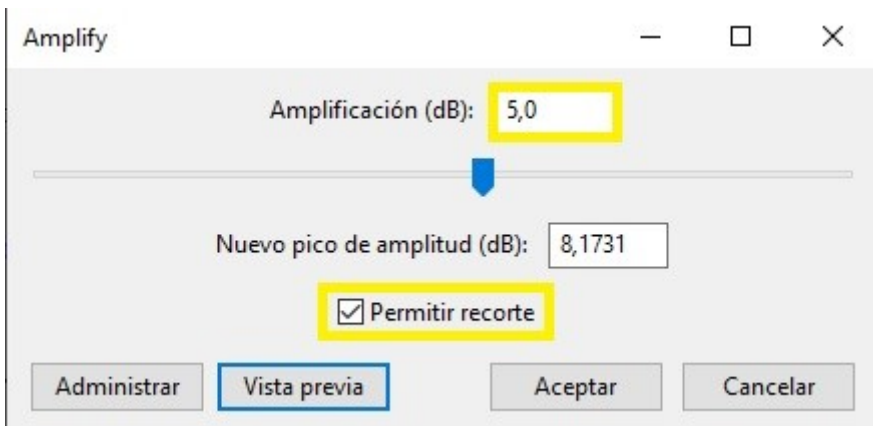 Amplify
Amplificación (dB): 5,0
Nuevo pico de amplitud (dB): 8,1731
Permitir recorte
Administrar Vista previa Aceptar Cancelar